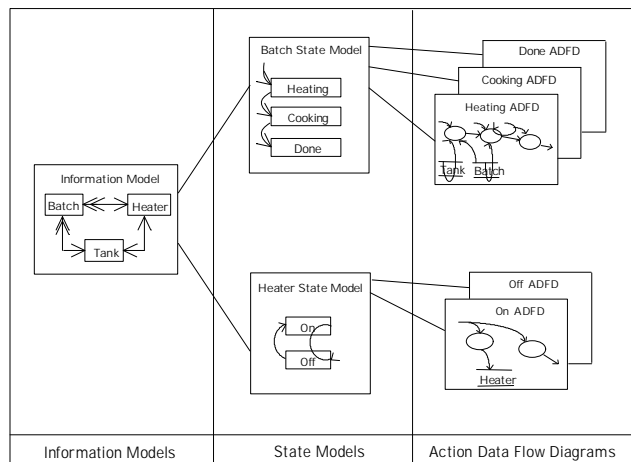 Information Model
Batch
Heater
Tank
Batch State Model
Heating
Cooking
Done
Heater State Model
On
Off
Done ADFD
Cooking ADFD
Heating ADFD
Tank
Batch
Off ADFD
On ADFD
Heater
Information Models
State Models
Action Data Flow Diagrams